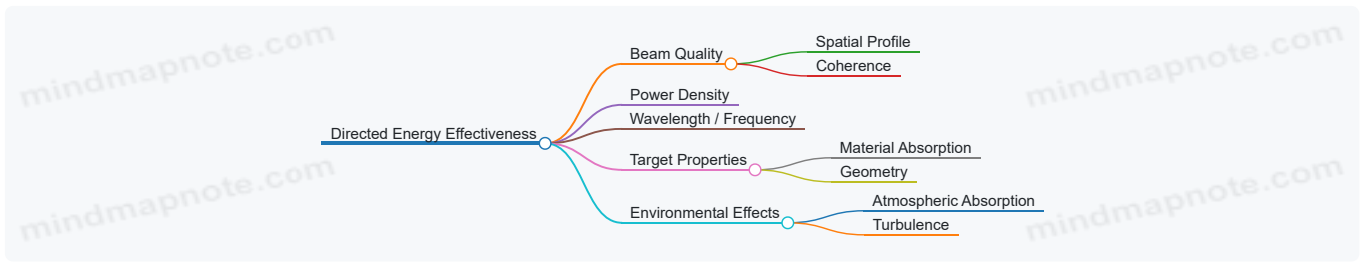 mindmapnote.com
mindmapnote.com
Spatial Profile
Beam Quality
Coherence
Power Density
Wavelength / Frequency
Directed Energy Effectiveness
Material Absorption
Target Properties
Geometry
mindmapnote.com
mindmapnote.com
Atmospheric Absorption
Environmental Effects
Turbulence